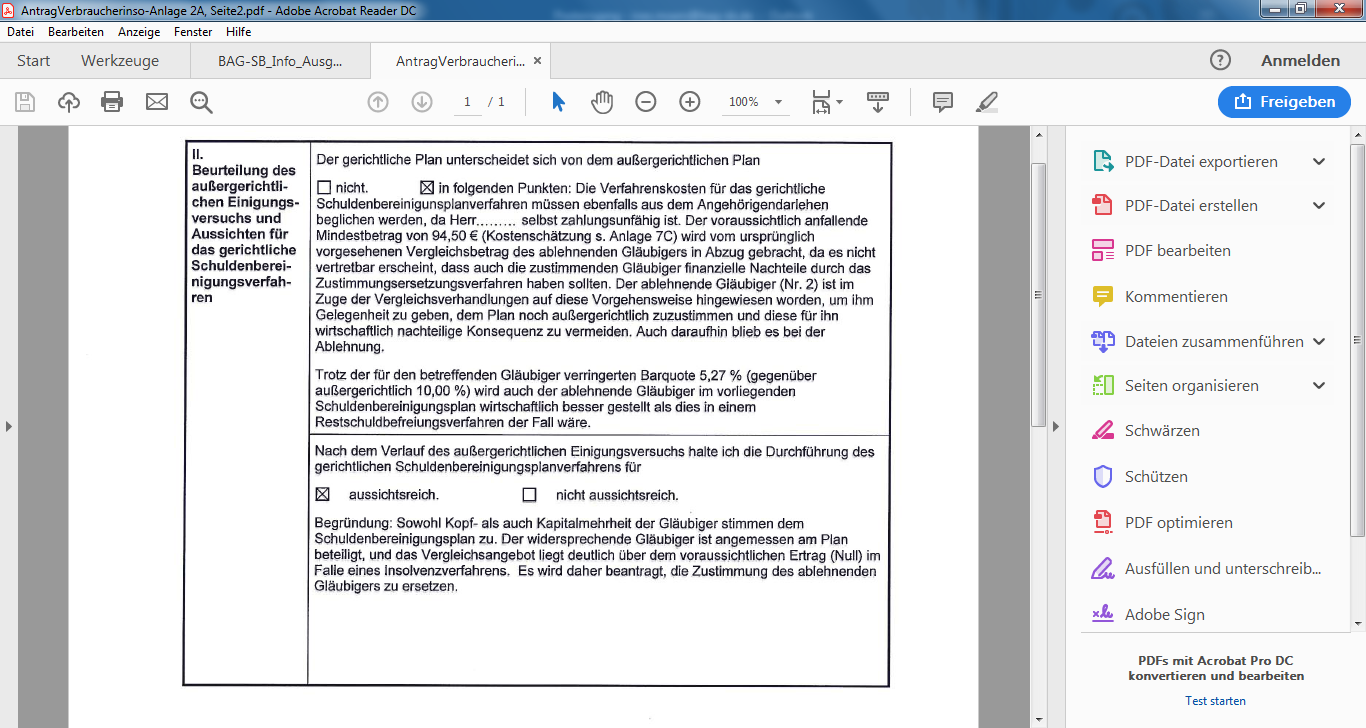 AntragVerbraucherinso-Anlage 2A, Seite2.pdf - Adobe Acrobat Reader DC
Datei Bearbeiten Anzeige Fenster Hilfe
Start Werkzeuge BAG-SB_Info_Ausg... AntragVerbraucheri... × ? Anmelden
1 / 1 100% Freigeben
II.
Beurteilung des
außergerichtli-
chen Einigungs-
versuchs und
Aussichten für
das gerichtliche
Schuldenberei-
nigungsverfah-
ren
Der gerichtliche Plan unterscheidet sich von dem außergerichtlichen Plan
nicht. in folgenden Punkten: Die Verfahrenskosten für das gerichtliche
Schuldenbereinigunsplanverfahren müssen ebenfalls aus dem Angehörigendarlehen
beglichen werden, da Herr……… selbst zahlungsunfähig ist. Der voraussichtlich anfallende
Mindestbetrag von 94,50 € (Kostenschätzung s. Anlage 7C) wird vom ursprünglich
vorgesehenen Vergleichsbetrag des ablehnenden Gläubigers in Abzug gebracht, da es nicht
vertretbar erscheint, dass auch die zustimmenden Gläubiger finanzielle Nachteile durch das
Zustimmungsersetzungsverfahren haben sollten. Der ablehnende Gläubiger (Nr. 2) ist im
Zuge der Vergleichsverhandlungen auf diese Vorgehensweise hingewiesen worden, um ihm
Gelegenheit zu geben, dem Plan noch außergerichtlich zuzustimmen und diese für ihn
wirtschaftlich nachteilige Konsequenz zu vermeiden. Auch daraufhin blieb es bei der
Ablehnung.
Trotz der für den betreffenden Gläubiger verringerten Barquote 5,27 % (gegenüber
außergerichtlich 10,00 %) wird auch der ablehnende Gläubiger im vorliegenden
Schuldenbereinigungsplan wirtschaftlich besser gestellt als dies in einem
Restschuldbefreiungsverfahren der Fall wäre.
Nach dem Verlauf des außergerichtlichen Einigungsversuchs halte ich die Durchführung des
gerichtlichen Schuldenbereinigungsplanverfahrens für
aussichtsreich. nicht aussichtsreich.
Begründung: Sowohl Kopf- als auch Kapitalmehrheit der Gläubiger stimmen dem
Schuldenbereinigungsplan zu. Der widersprechende Gläubiger ist angemessen am Plan
beteiligt, und das Vergleichsangebot liegt deutlich über dem voraussichtlichen Ertrag (Null) im
Falle eines Insolvenzverfahrens. Es wird daher beantragt, die Zustimmung des ablehnenden
Gläubigers zu ersetzen.
PDF-Datei exportieren
PDF-Datei erstellen
PDF bearbeiten
Kommentieren
Dateien zusammenführen
Seiten organisieren
Schwärzen
Schützen
PDF optimieren
Ausfüllen und unterschreib...
Adobe Sign
PDFs mit Acrobat Pro DC
konvertieren und bearbeiten
Test starten